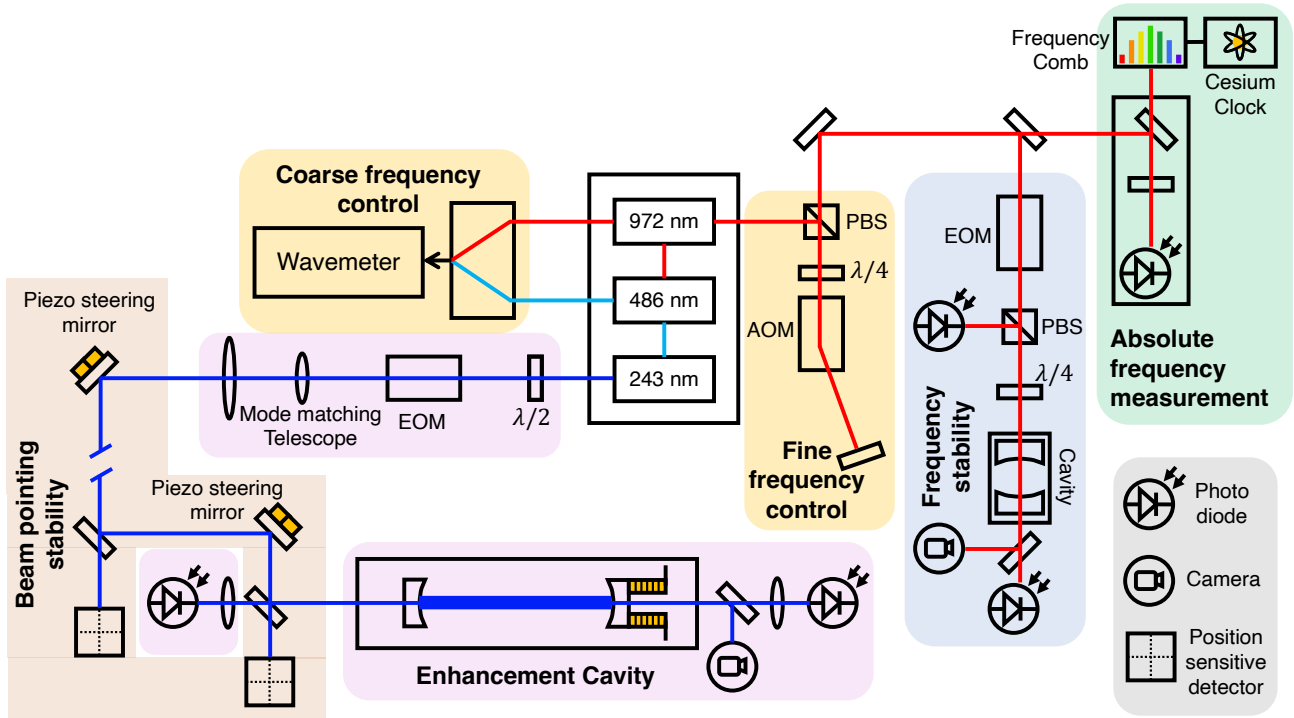 Frequency
Comb
Cesium
Clock
Coarse frequency
control
Wavemeter
972 nm
486 nm
243 nm
PBS
λ/4
AOM
Fine
frequency
control
EOM
PBS
λ/4
Cavity
Frequency
stability
Absolute
frequency
measurement
Piezo steering
mirror
Mode matching
Telescope
EOM
λ/2
Beam pointing
stability
Piezo steering
mirror
Enhancement Cavity
Photo
diode
Camera
Position
sensitive
detector